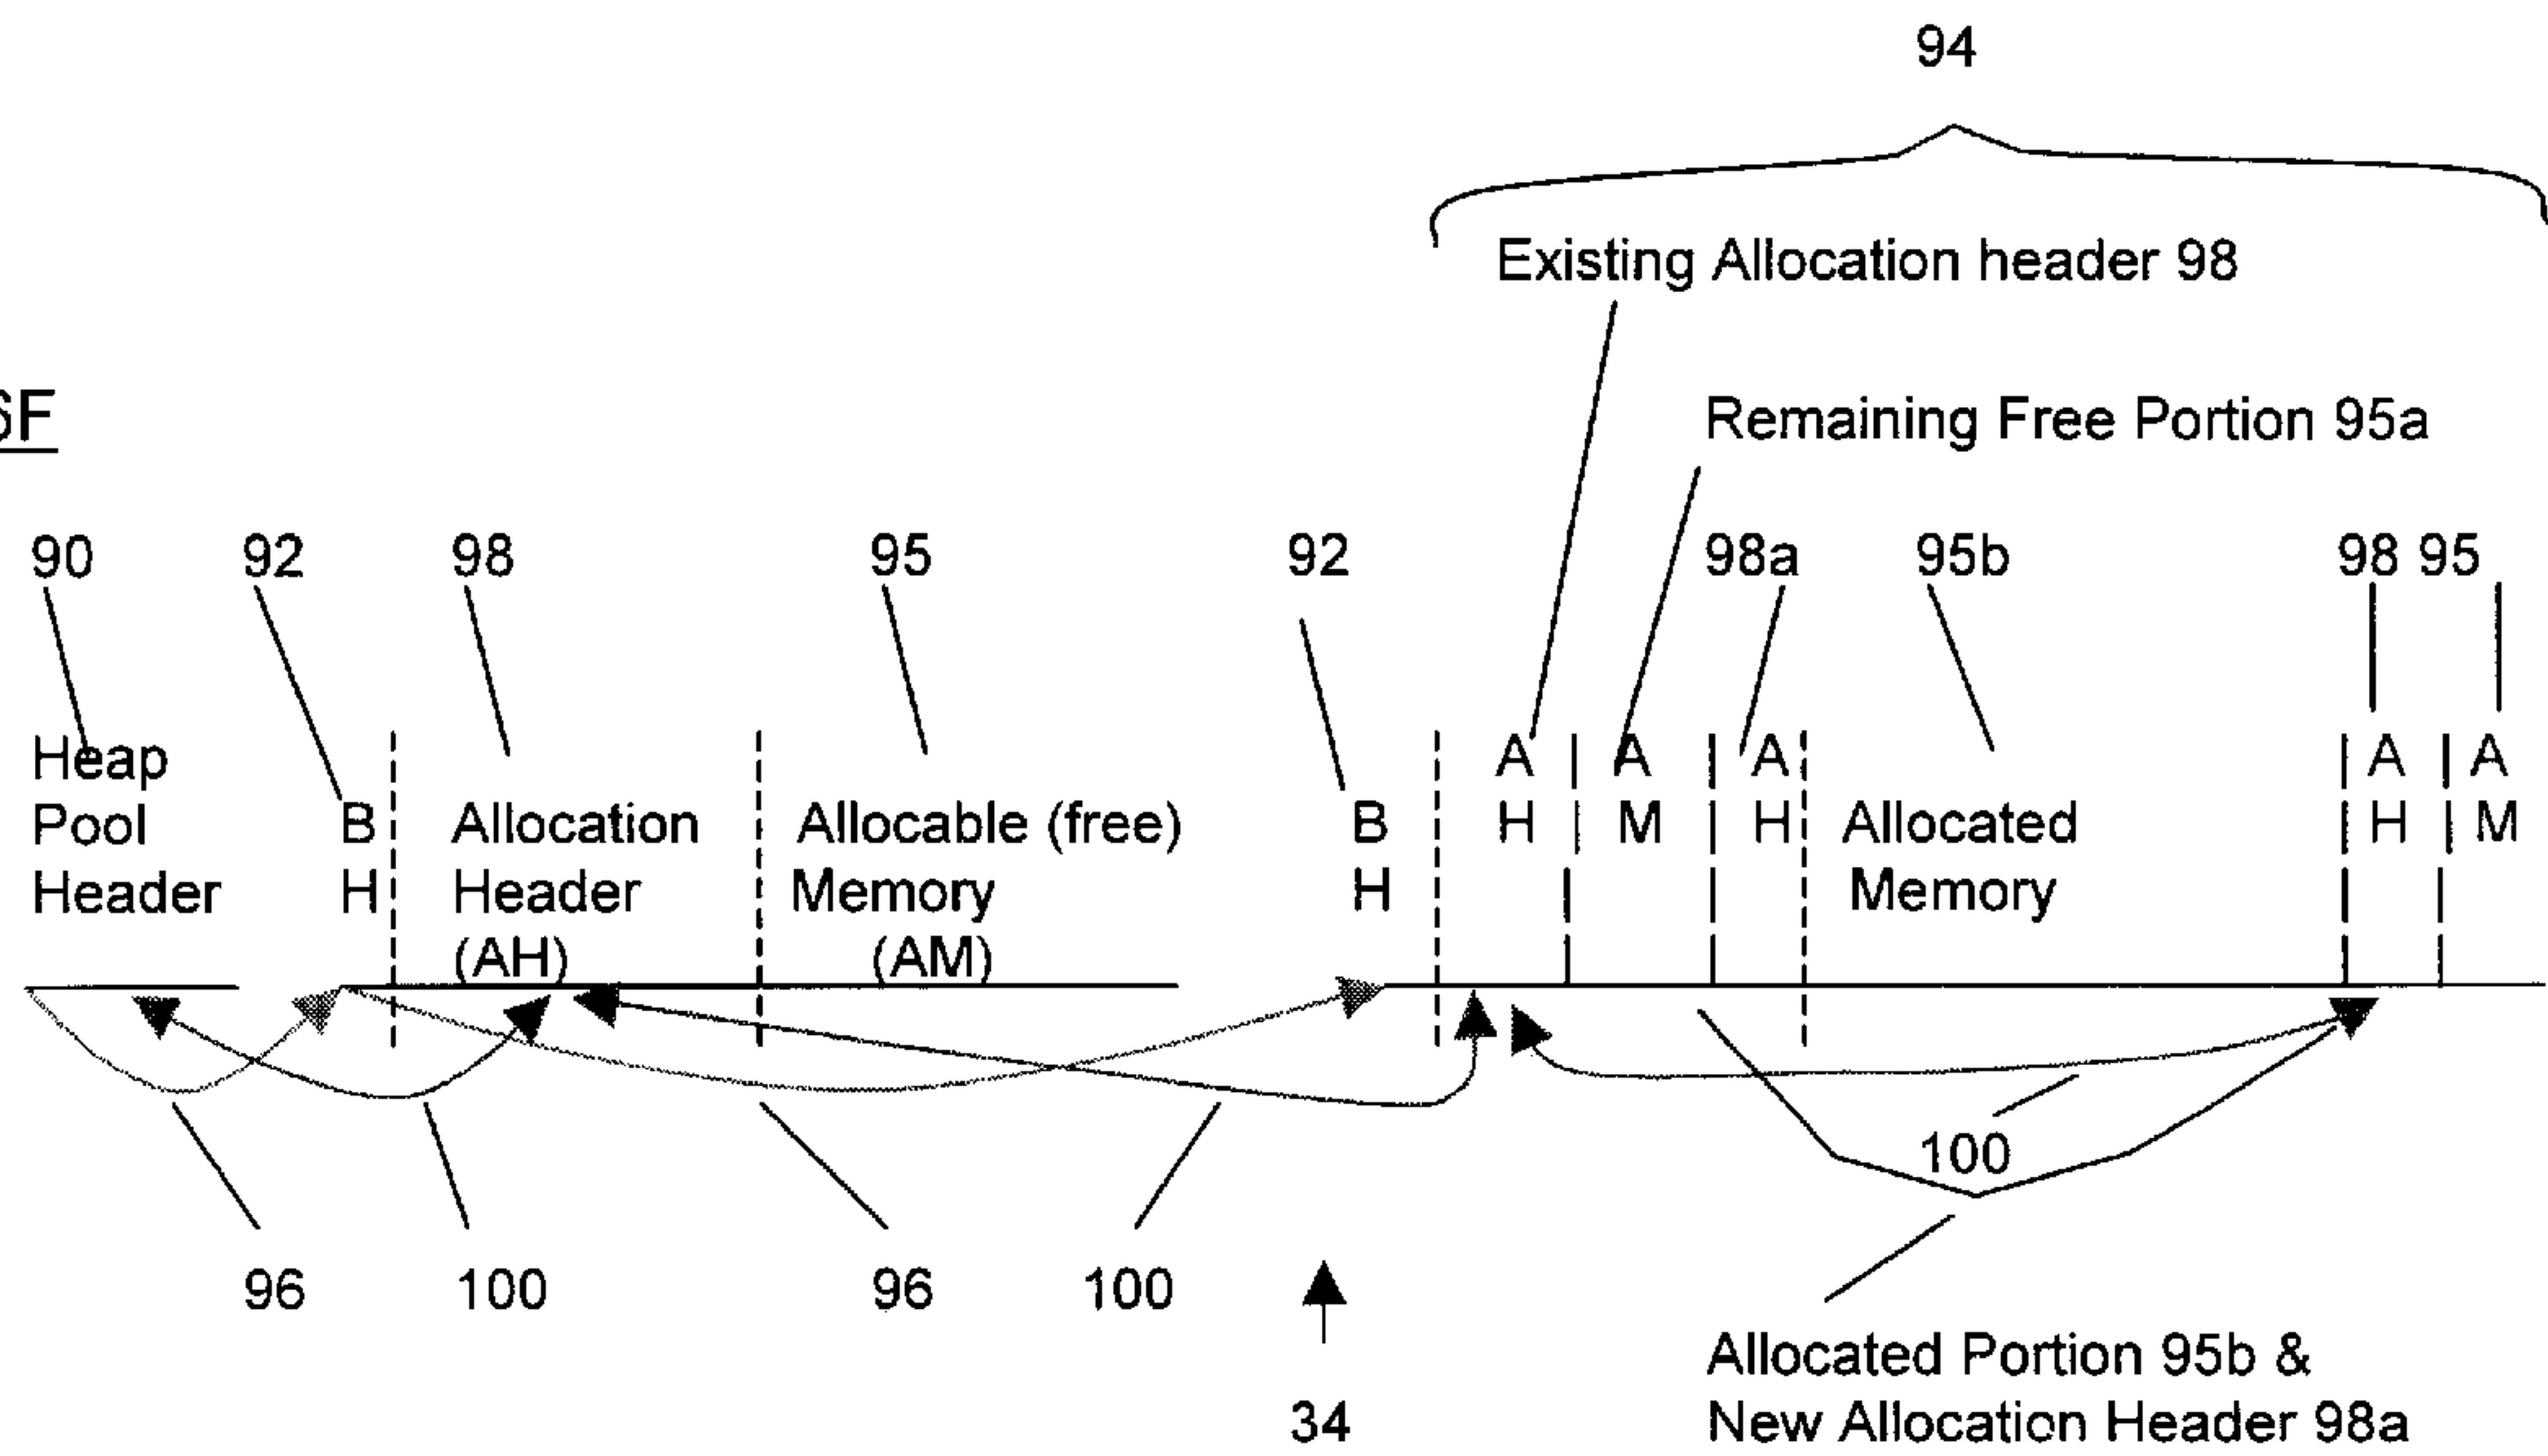 94
Existing Allocation header 98
6F
Remaining Free Portion 95a
90 92 98 95 92 98a 95b 98 95
Heap A A A A A
Pool B Allocation Allocable (free) B H M H Allocated H M
Header H Header Memory H Memory
(AH) (AM)
100
96 100 96 100
Allocated Portion 95b &
34 New Allocation Header 98a